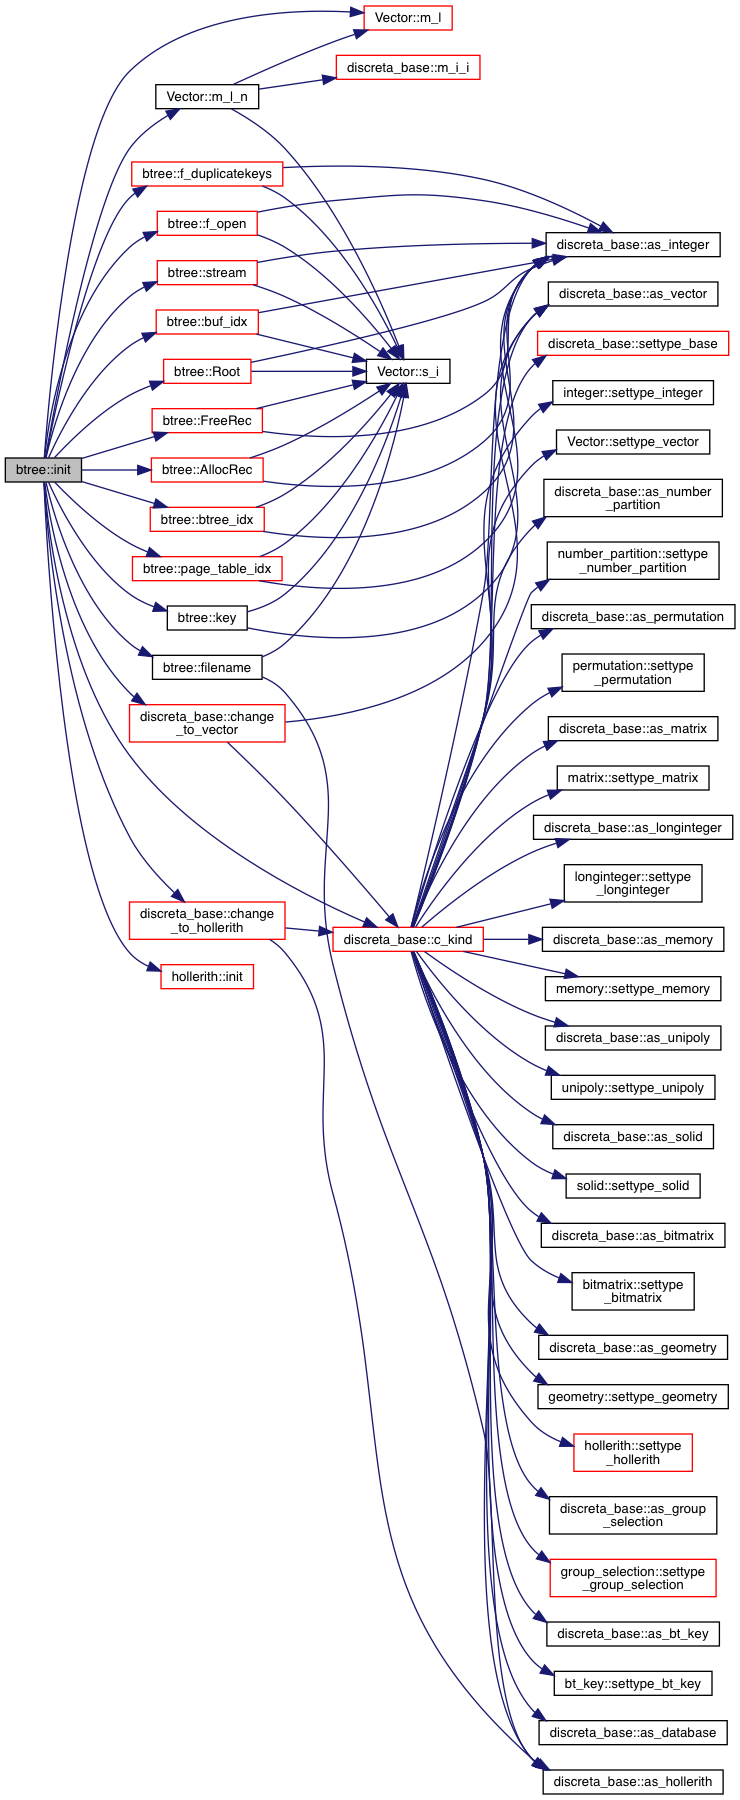 btree::init
Vector::m_l
Vector::m_l_n
discreta_base::m_i_i
btree::f_duplicatekeys
btree::f_open
btree::stream
btree::buf_idx
btree::Root
btree::FreeRec
btree::AllocRec
btree::btree_idx
btree::page_table_idx
btree::key
btree::filename
discreta_base::change
_to_vector
discreta_base::change
_to_hollerith
hollerith::init
Vector::s_i
discreta_base::c_kind
discreta_base::as_integer
discreta_base::as_vector
discreta_base::settype_base
integer::settype_integer
Vector::settype_vector
discreta_base::as_number
_partition
number_partition::settype
_number_partition
discreta_base::as_permutation
permutation::settype
_permutation
discreta_base::as_matrix
matrix::settype_matrix
discreta_base::as_longinteger
longinteger::settype
_longinteger
discreta_base::as_memory
memory::settype_memory
discreta_base::as_unipoly
unipoly::settype_unipoly
discreta_base::as_solid
solid::settype_solid
discreta_base::as_bitmatrix
bitmatrix::settype
_bitmatrix
discreta_base::as_geometry
geometry::settype_geometry
hollerith::settype
_hollerith
discreta_base::as_group
_selection
group_selection::settype
_group_selection
discreta_base::as_bt_key
bt_key::settype_bt_key
discreta_base::as_database
discreta_base::as_hollerith